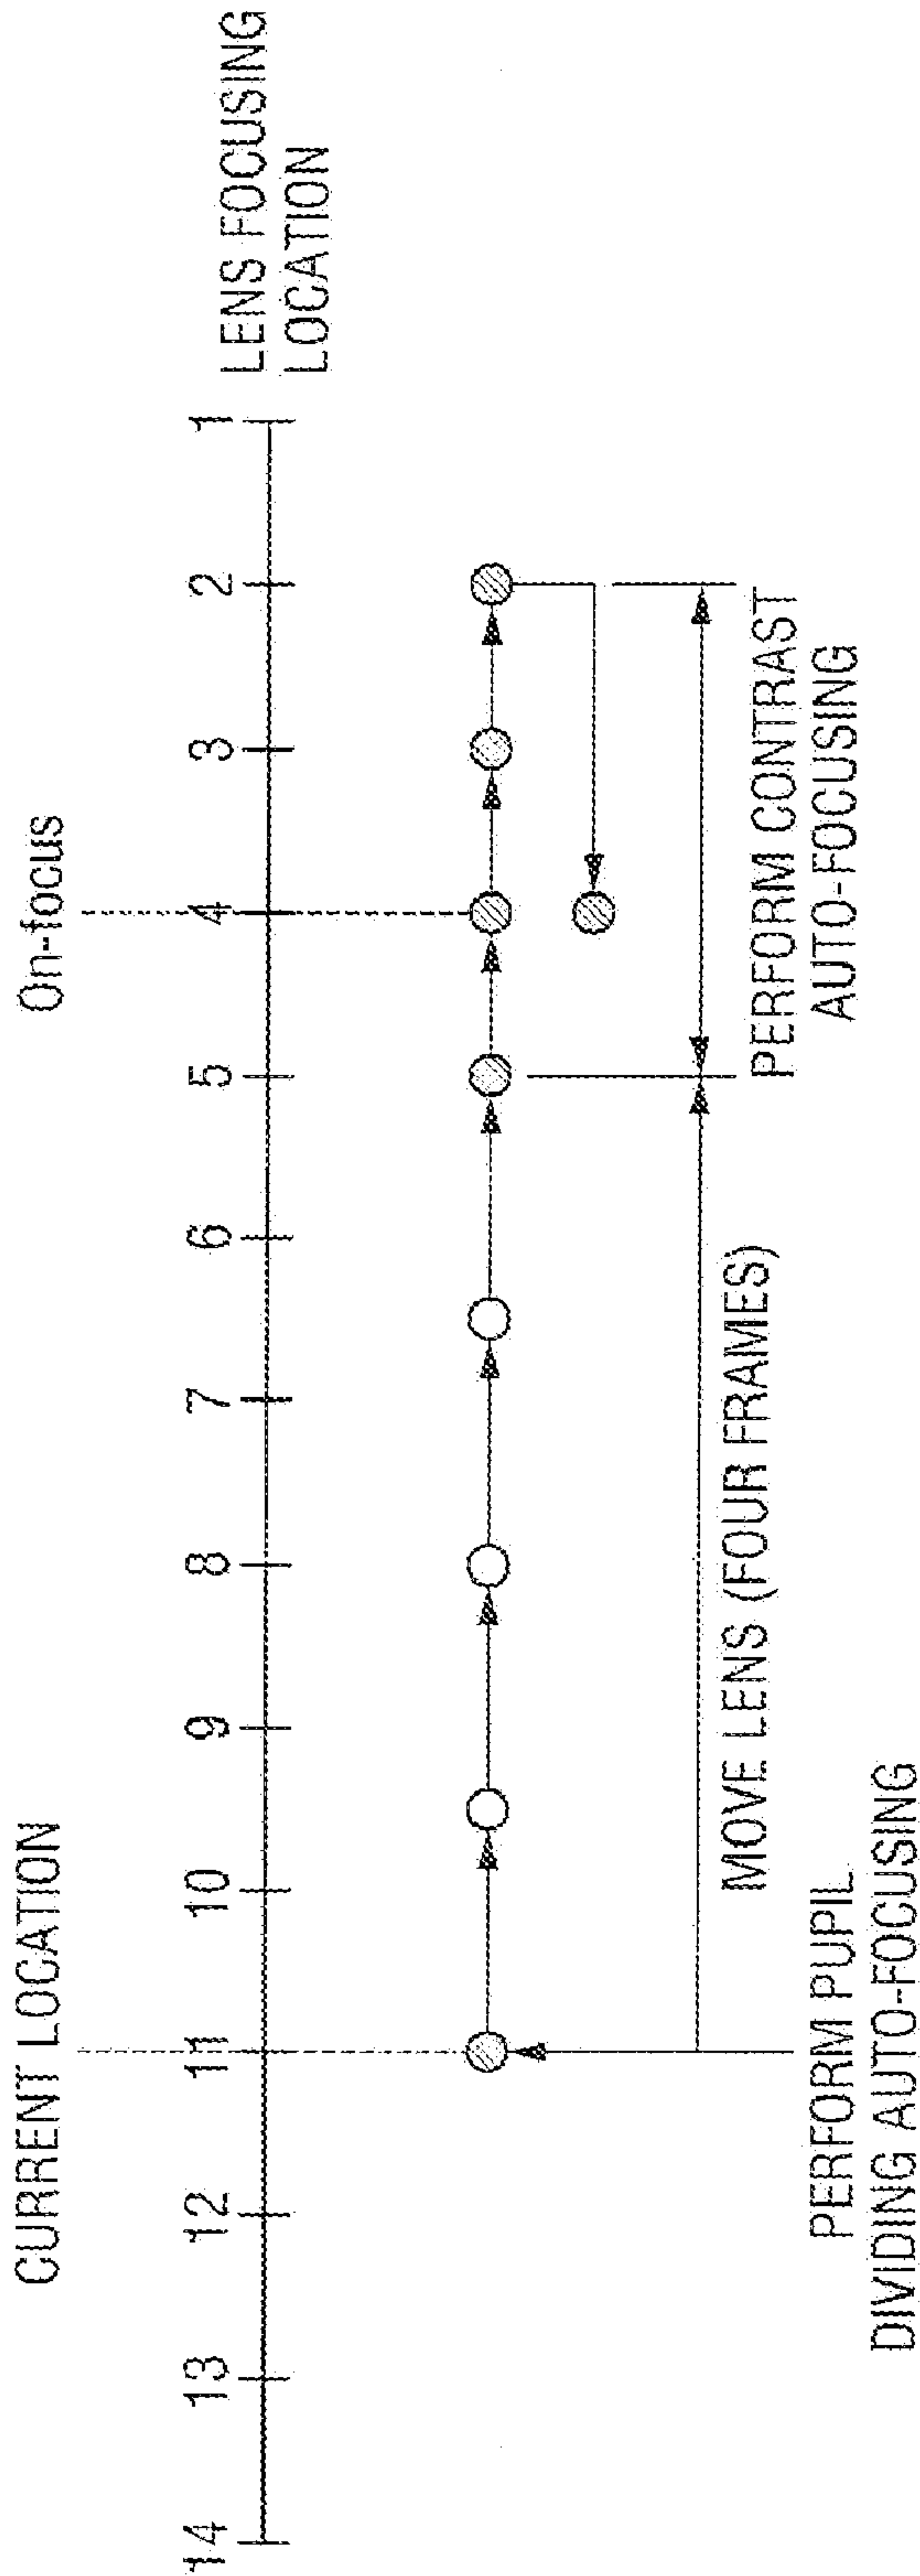 CURRENT LOCATION
On-focus
14 13 12 11 10 9 8 7 6 5 4 3 2 1
LENS FOCUSING
LOCATION
MOVE LENS (FOUR FRAMES)
PERFORM CONTRAST
AUTO-FOCUSING
PERFORM PUPIL
DIVIDING AUTO-FOCUSING